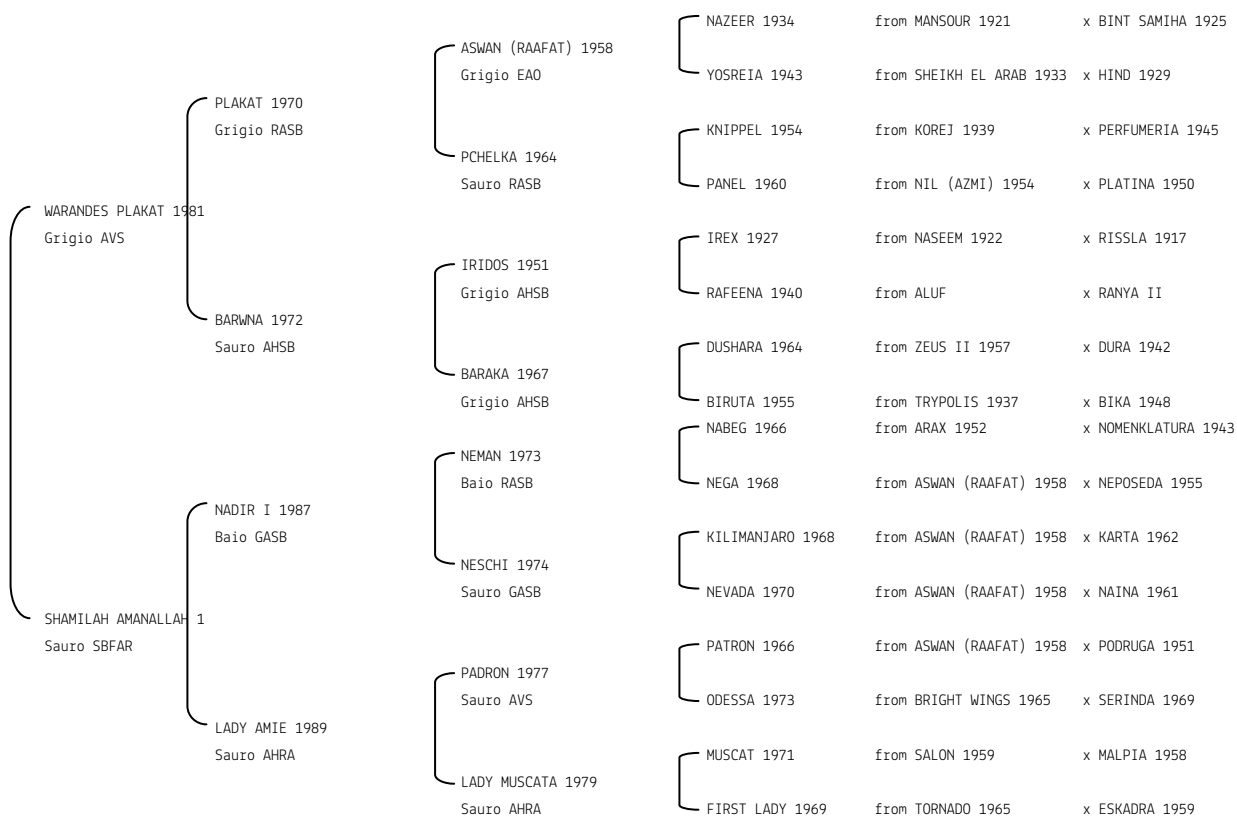 NAZEER 1934 from MANSOUR 1921 x BINT SAMIHA 1925
ASWAN (RAAFAT) 1958
Grigio EAO
YOSREIA 1943 from SHEIKH EL ARAB 1933 x HIND 1929
PLAKAT 1970
Grigio RASB
KNIPPEL 1954 from KOREJ 1939 x PERFUMERIA 1945
PCHELKA 1964
Sauro RASB
PANEL 1960 from NIL (AZMI) 1954 x PLATINA 1950
WARANDES PLAKAT 1981
Grigio AVS
IREX 1927 from NASEEM 1922 x RISSLA 1917
IRIDOS 1951
Grigio AHSB
RAFEENA 1940 from ALUF x RANYA II
BARWNA 1972
Sauro AHSB
DUSHARA 1964 from ZEUS II 1957 x DURA 1942
BARAKA 1967
Grigio AHSB
BIRUTA 1955 from TRYPOLIS 1937 x BIKA 1948
NABEG 1966 from ARAX 1952 x NOMENKLATURA 1943
NEMAN 1973
Baio RASB
NEGA 1968 from ASWAN (RAAFAT) 1958 x NEPOSEDA 1955
NADIR I 1987
Baio GASB
KILIMANJARO 1968 from ASWAN (RAAFAT) 1958 x KARTA 1962
NESCHI 1974
Sauro GASB
NEVADA 1970 from ASWAN (RAAFAT) 1958 x NAINA 1961
SHAMILAH AMANALLAH 1
Sauro SBFAR
PATRON 1966 from ASWAN (RAAFAT) 1958 x PODRUGA 1951
PADRON 1977
Sauro AVS
ODESSA 1973 from BRIGHT WINGS 1965 x SERINDA 1969
LADY AMIE 1989
Sauro AHRA
MUSCAT 1971 from SALON 1959 x MALPIA 1958
LADY MUSCATA 1979
Sauro AHRA
FIRST LADY 1969 from TORNADO 1965 x ESKADRA 1959